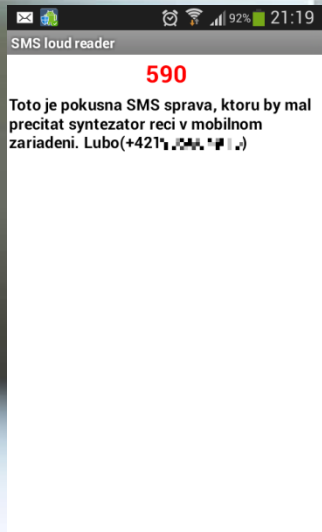 92% 21:19
SMS loud reader
590
Toto je pokusna SMS sprava, ktoru by mal
precitat syntezator reci v mobilnom
zariadeni. Lubo(+421